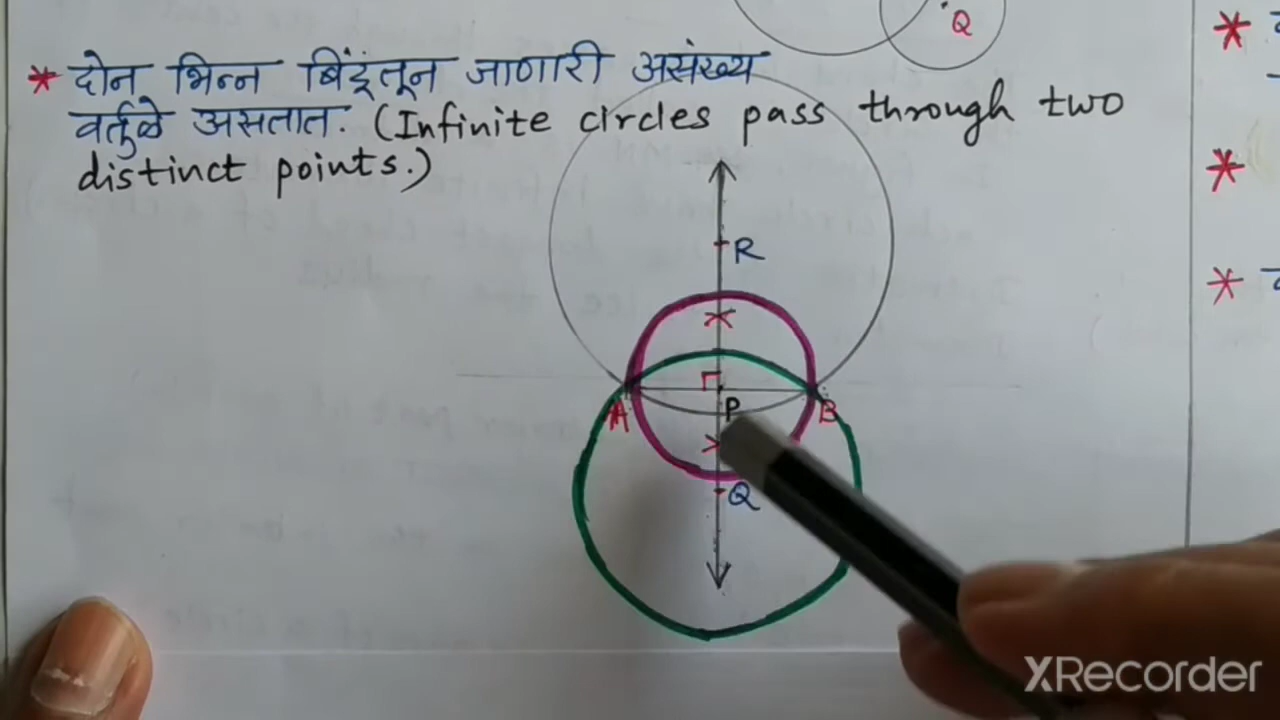 Q
* दोन भिन्न बिंदूंतून जाणारी असंख्य
वर्तुळे असतात. (Infinite circles pass through two
distinct points.)
R
A
P
B
Q
*
*
*
XRecorder